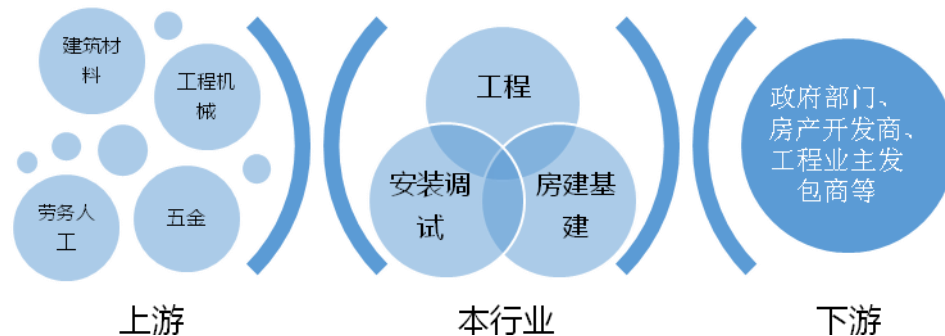 建筑材
料
工程机
械
劳务人
工
五金
上游
工程
安装调
试
房建基
建
本行业
政府部门、
房产开发商、
工程业主发
包商等
下游